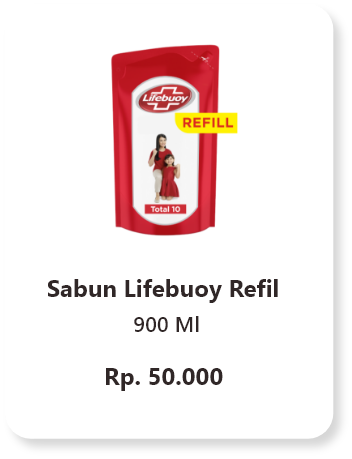 Lifebuoy
REFILL
Total 10
Sabun Lifebuoy Refil
900 Ml
Rp. 50.000